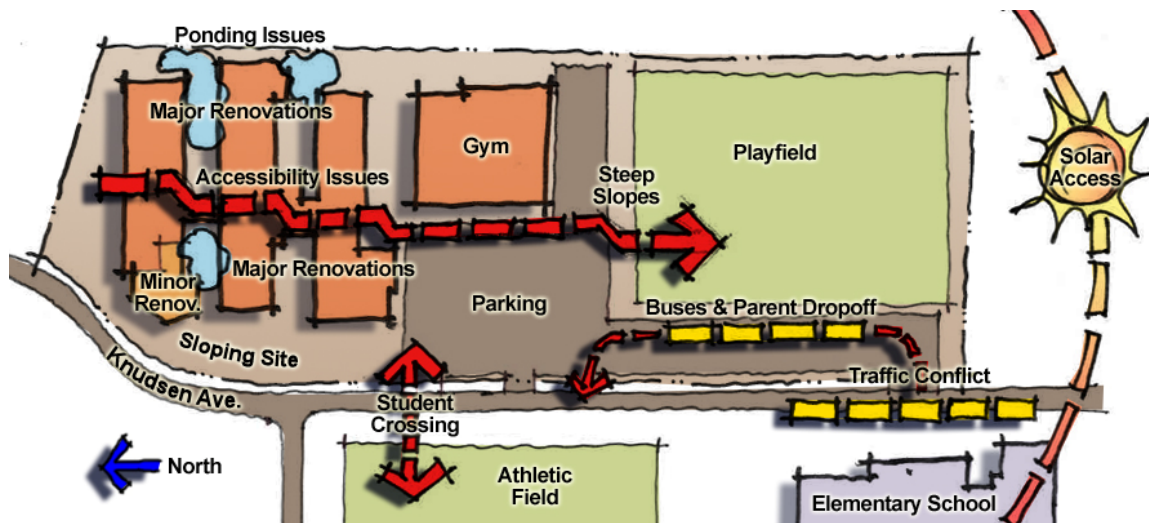 Ponding Issues
Major Renovations
Gym
Playfield
Solar
Access
Accessibility Issues
Steep
Slopes
Major Renovations
Minor
Renov.
Parking
Buses & Parent Dropoff
Sloping Site
Knudsen Ave.
Traffic Conflict
Student
Crossing
North
Athletic
Field
Elementary School